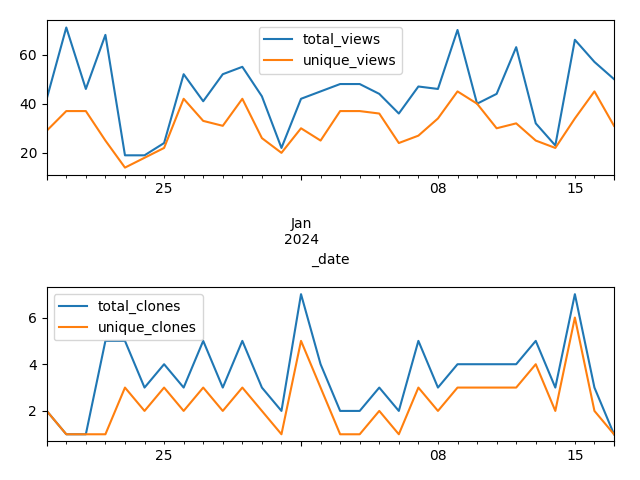 total_views
unique_views
60
40
20
25
08
15
Jan
2024
_date
total_clones
unique_clones
6
4
2
25
08
15